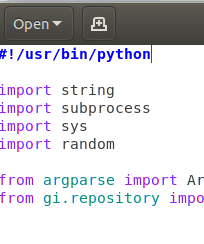 Open
#!/usr/bin/python
import string
import subprocess
import sys
import random
from argparse import Ar
from gi.repository impo